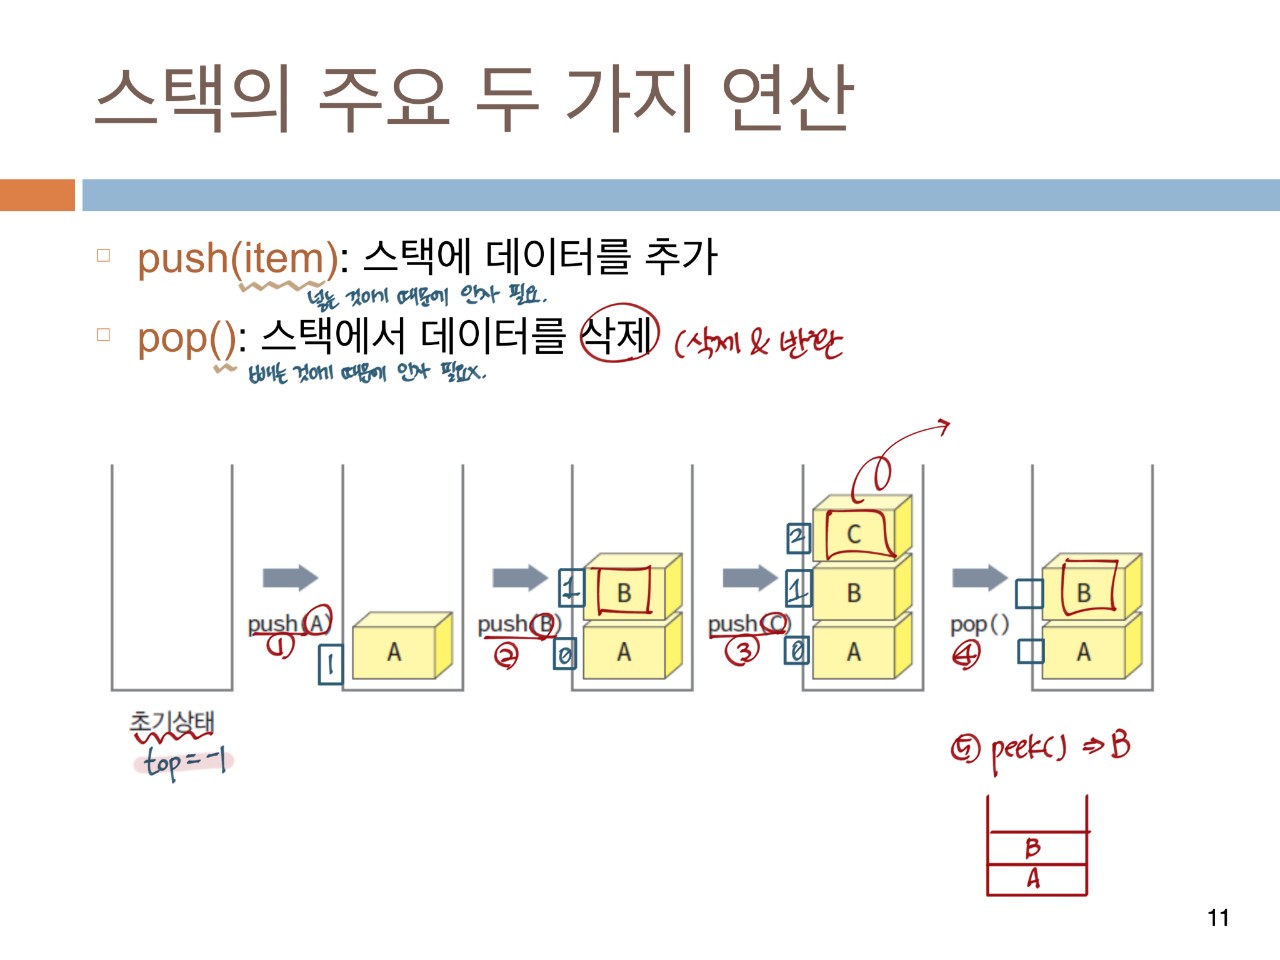 스택의 주요 두 가지 연산
push(item): 스택에 데이터를 추가
넣는 것이기 때문에 인자 필요.
pop(): 스택에서 데이터를 삭제 (삭제 & 반환
빼는 것이기 때문에 인자 필요x.
C
2
B
1
B
1
B
push(A)
push(B)
push(C)
pop()
①
②
③
④
1
A
0
A
0
A
A
초기상태
top = -1
⑤ peek() ⇒ B
B
A
11